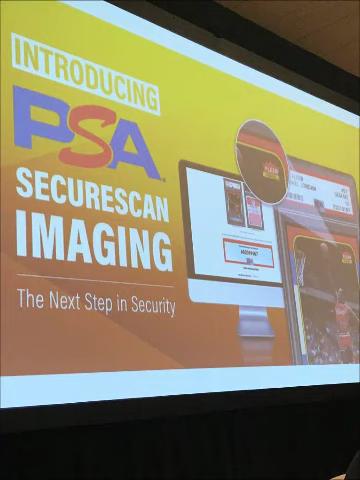 INTRODUCING
PSA
SECURESCAN
IMAGING
The Next Step in Security